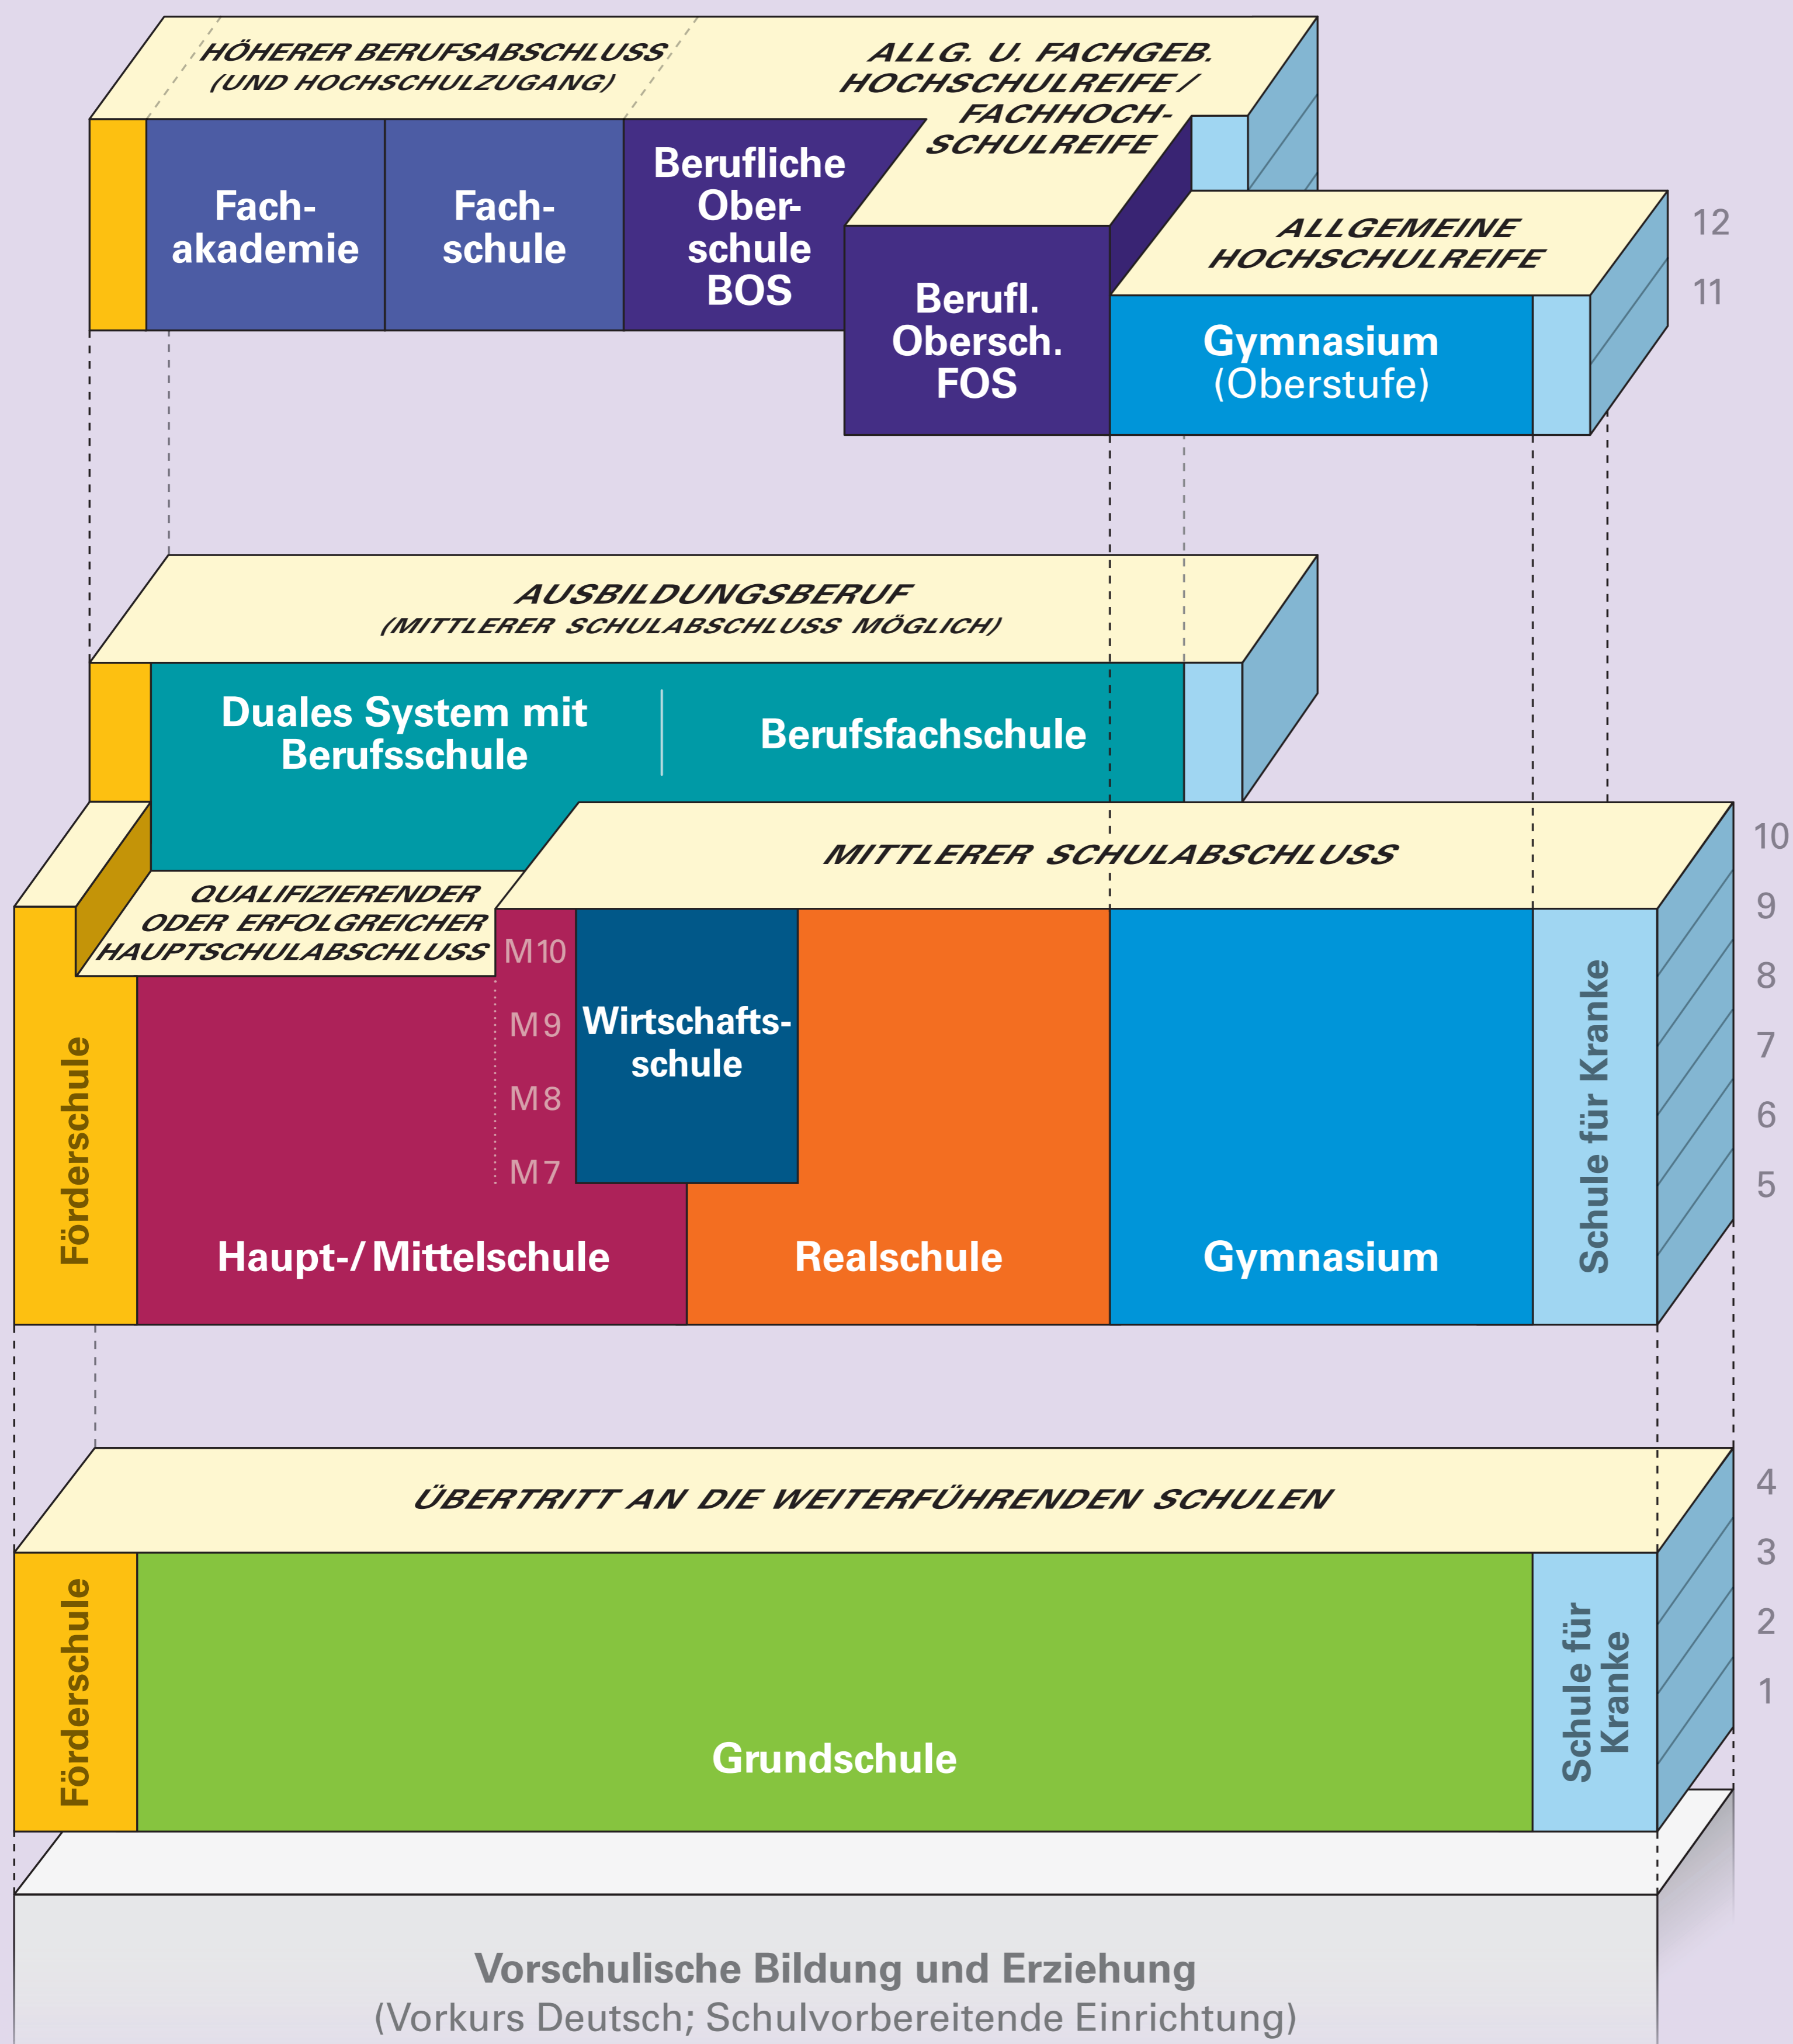 HÖHERER BERUFSABSCHLUSS
(UND HOCHSCHULZUGANG)
ALLG. U. FACHGEB.
HOCHSCHULREIFE /
FACHHOCH-
SCHULREIFE
Fach-
akademie
Fach-
schule
Berufliche
Ober-
schule
BOS
Berufl.
Obersch.
FOS
ALLGEMEINE
HOCHSCHULREIFE
Gymnasium
(Oberstufe)
12
11
AUSBILDUNGSBERUF
(MITTLERER SCHULABSCHLUSS MÖGLICH)
Duales System mit
Berufsschule
Berufsfachschule
MITTLERER SCHULABSCHLUSS
QUALIFIZIERENDER
ODER ERFOLGREICHER
HAUPTSCHULABSCHLUSS
M10
M9
M8
M7
Wirtschafts-
schule
Förderschule
Haupt-/Mittelschule
Realschule
Gymnasium
Schule für Kranke
10
9
8
7
6
5
ÜBERTRITT AN DIE WEITERFÜHRENDEN SCHULEN
Förderschule
Grundschule
Schule für
Kranke
4
3
2
1
Vorschulische Bildung und Erziehung
(Vorkurs Deutsch; Schulvorbereitende Einrichtung)